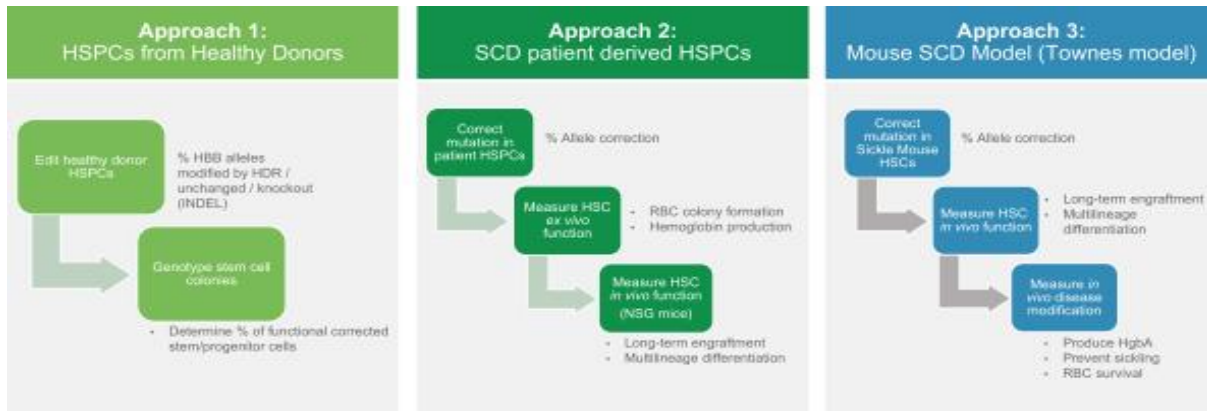 Approach 1:
HSPCs from Healthy Donors
Edit healthy donor
HSPCs
% HBB alleles
modified by HDR /
unchanged / knockout
(INDEL)
Genotype stem cell
colonies
- Determine % of functional corrected
stem/progenitor cells
Approach 2:
SCD patient derived HSPCs
Correct
mutation in
patient HSPCs
% Allele correction
Measure HSC
ex vivo
function
- RBC colony formation
- Hemoglobin production
Measure HSC
in vivo function
(NSG mice)
- Long-term engraftment
- Multilineage differentiation
Approach 3:
Mouse SCD Model (Townes model)
Correct
mutation in
Sickle Mouse
HSCs
% Allele correction
Measure HSC
in vivo function
- Long-term engraftment
- Multilineage
differentiation
Measure in
vivo disease
modification
- Produce HgbA
- Prevent sickling
- RBC survival